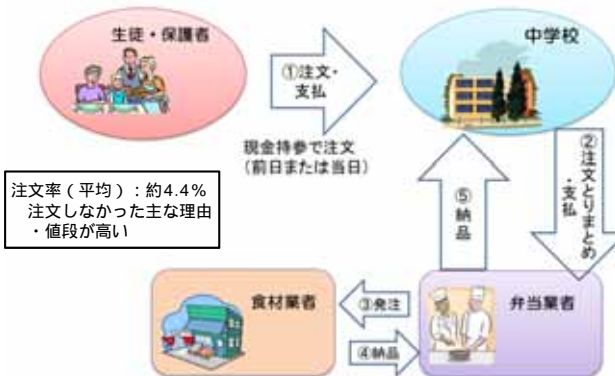 生徒・保護者
中学校
①注文・
支払
現金持参で注文
(前日または当日)
②注文とりまとめ
・支払
注文率(平均):約4.4%
注文しなかった主な理由
・値段が高い
⑤納品
食材業者
③発注
④納品
弁当業者